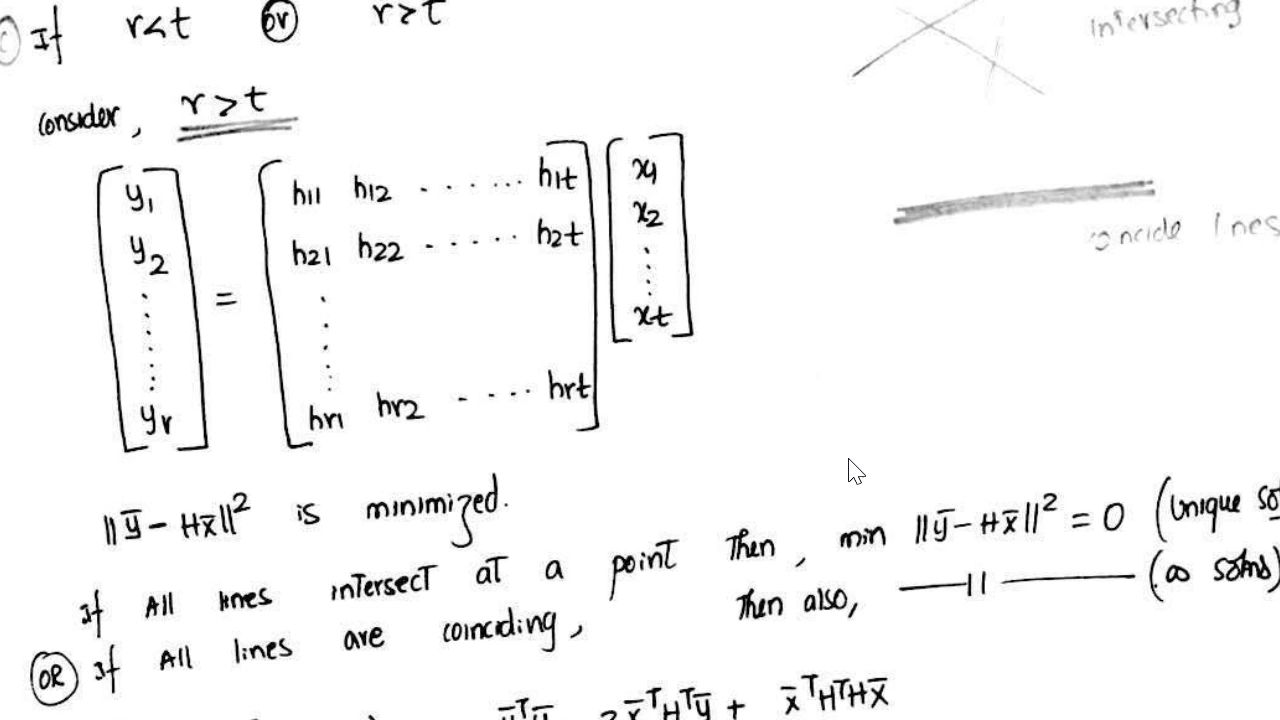 (C) If r<t (or) r>t
Intersecting
consider, r>t
lines
[y1 y2 ⋮ yr] = [h11 h12 ...... h1t; h21 h22 ...... h2t; ⋮; hr1 hr2 ..... hrt] [x1 x2 ⋮ xt]
||ȳ - Hx̄||² is minimized.
If All lines intersect at a point then, min ||ȳ - Hx̄||² = 0 (Unique
(OR) If All lines are coinciding, then also, —||— (∞ solns)
x̄ᵀHᵀȳ + x̄ᵀHᵀHx̄